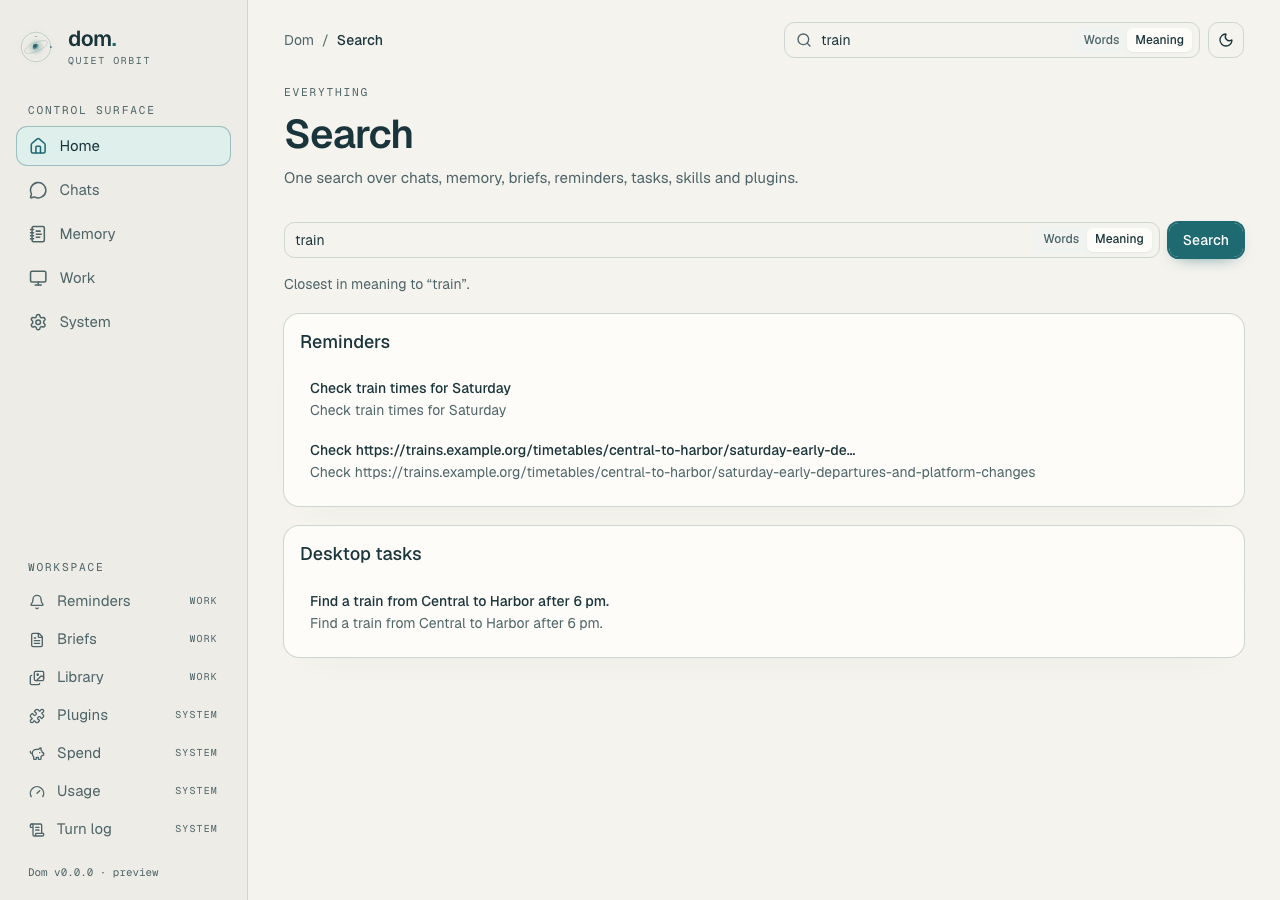 dom.
QUIET ORBIT
CONTROL SURFACE
Home
Chats
Memory
Work
System
WORKSPACE
Reminders WORK
Briefs WORK
Library WORK
Plugins SYSTEM
Spend SYSTEM
Usage SYSTEM
Turn log SYSTEM
Dom v0.0.0 · preview
Dom / Search
train Words Meaning
EVERYTHING
Search
One search over chats, memory, briefs, reminders, tasks, skills and plugins.
train Words Meaning Search
Closest in meaning to “train”.
Reminders
Check train times for Saturday
Check train times for Saturday
Check https://trains.example.org/timetables/central-to-harbor/saturday-early-de…
Check https://trains.example.org/timetables/central-to-harbor/saturday-early-departures-and-platform-changes
Desktop tasks
Find a train from Central to Harbor after 6 pm.
Find a train from Central to Harbor after 6 pm.